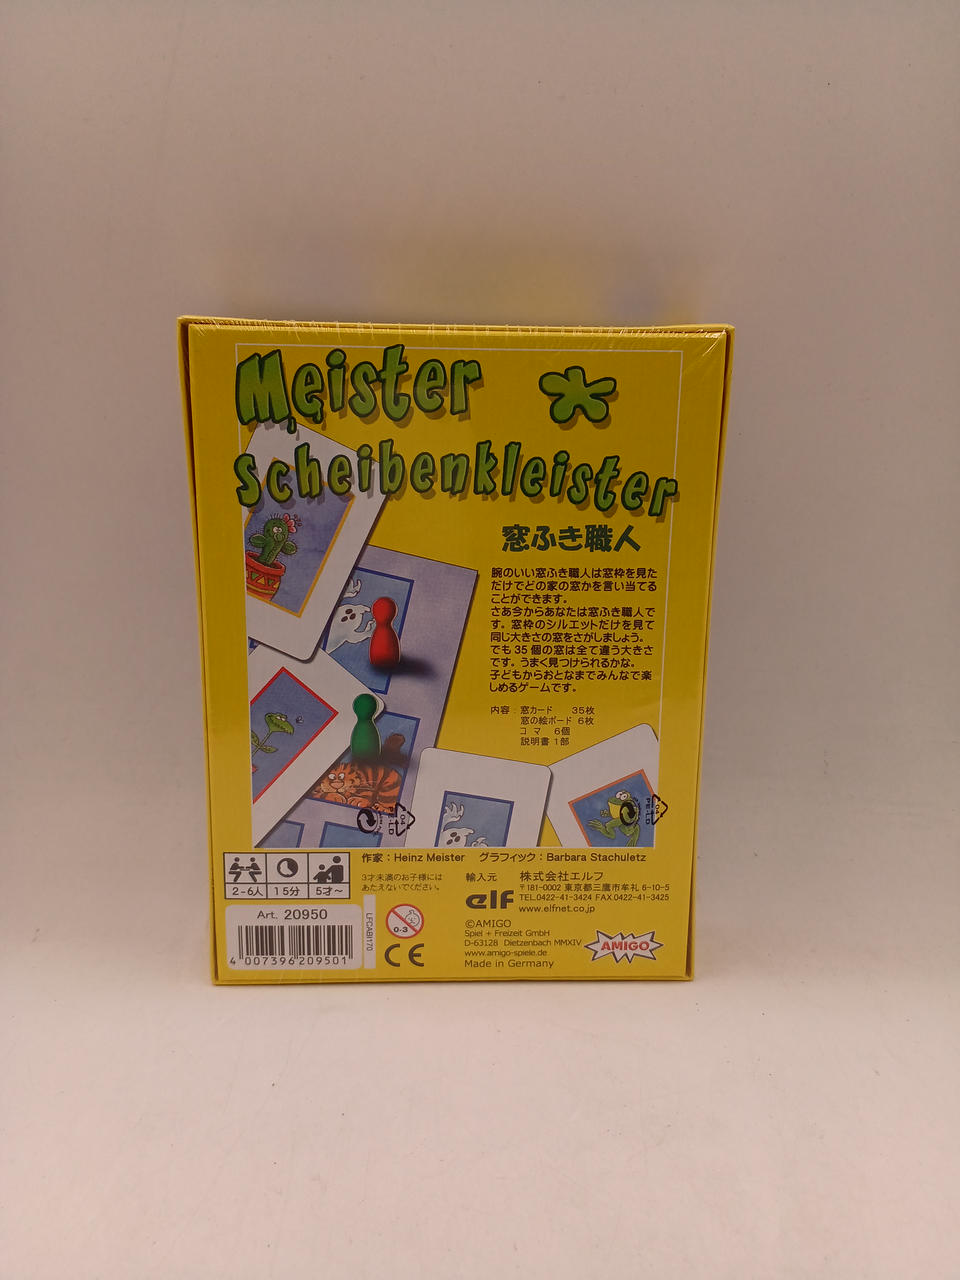 Meister
Scheibenkleister
窓ふき職人
腕のいい窓ふき職人は窓枠を見た
だけでどの家の窓かを言い当てる
ことができます。
さあ今からあなたは窓ふき職人で
す。窓枠のシルエットだけを見て
同じ大きさの窓をさがしましょう。
でも35個の窓は全て違う大きさ
です。うまく見つけられるかな。
子どもからおとなまでみんなで楽
しめるゲームです。
内容：窓カード 35枚
窓の絵ボード 6枚
コマ 6個
説明書 1部
作家：Heinz Meister グラフィック：Barbara Stachuletz
2-6人 15分 5才～
3才未満のお子様には
あたえないでください。
輸入元 株式会社エルフ
〒181-0002 東京都三鷹市牟礼 6-10-5
elf TEL.0422-41-3424 FAX.0422-41-3425
www.elfnet.co.jp
Art. 20950
4 007396 209501
LFCABI170
0-3
CE
©AMIGO
Spiel + Freizeit GmbH
D-63128 Dietzenbach MMXIV
www.amigo-spiele.de
Made in Germany
AMIGO
04
PE-LD
04
PE-LD